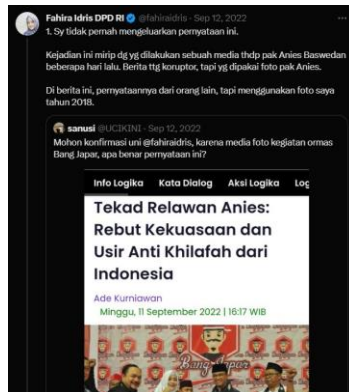 Fahira Idris DPD RI @fahiraidris · Sep 12, 2022
1. Sy tidak pernah mengeluarkan pernyataan ini.
Kejadian ini mirip dg yg dilakukan sebuah media thdp pak Anies Baswedan
beberapa hari lalu. Berita ttg koruptor, tapi yg dipakai foto pak Anies.
Di berita ini, pernyataannya dari orang lain, tapi menggunakan foto saya
tahun 2018.
sanusi @UCIKINI · Sep 12, 2022
Mohon konfirmasi uni @fahiraidris, karena media foto kegiatan ormas
Bang Japar, apa benar pernyataan ini?
Info Logika Kata Dialog Aksi Logika Log
Tekad Relawan Anies:
Rebut Kekuasaan dan
Usir Anti Khilafah dari
Indonesia
Ade Kurniawan
Minggu, 11 September 2022 | 16:17 WIB
Bang Japar